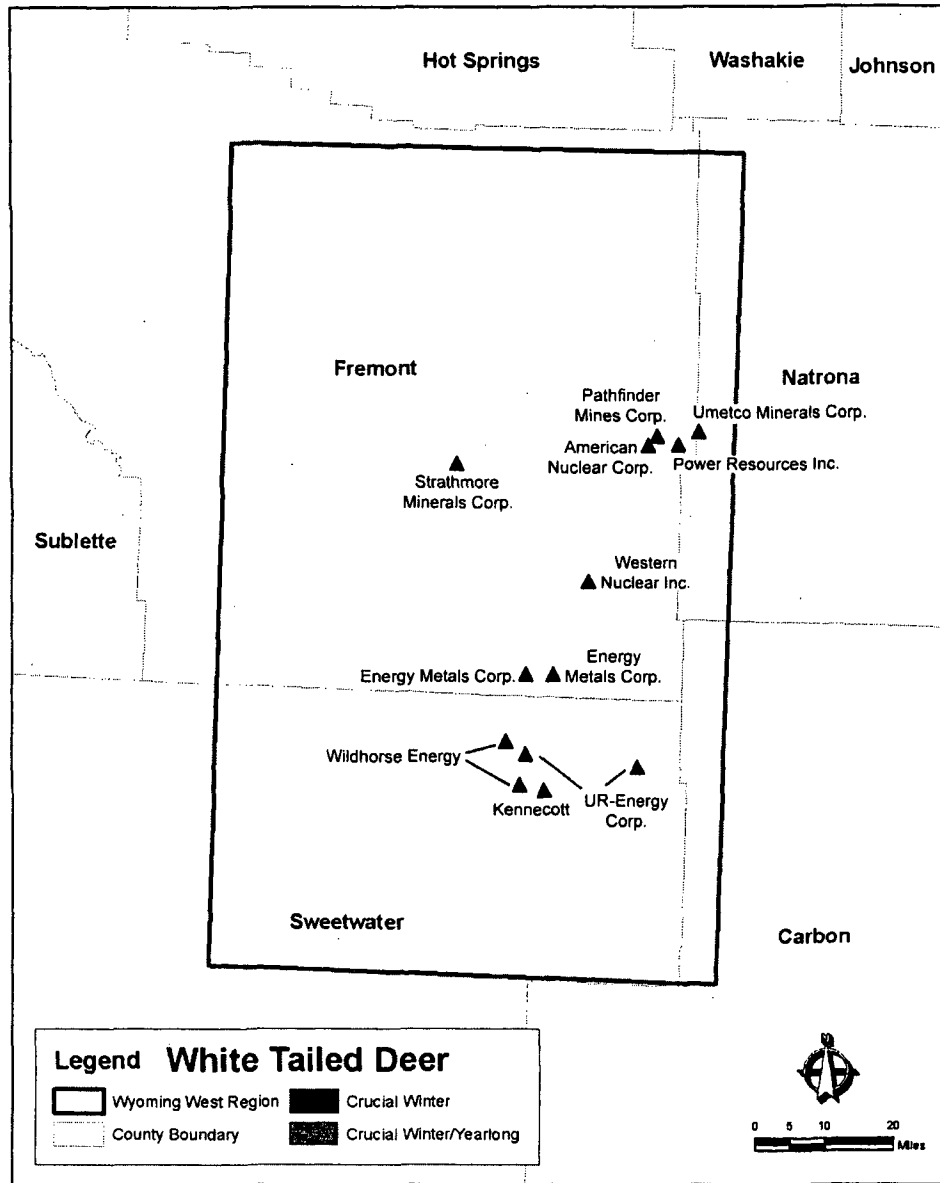 Hot Springs
Washakie
Johnson
Fremont
Natrona
Pathfinder
Mines Corp.
Umetco Minerals Corp.
American
Nuclear Corp.
Power Resources Inc.
Strathmore
Minerals Corp.
Sublette
Western
Nuclear Inc.
Energy Metals Corp.
Energy
Metals Corp.
Wildhorse Energy
Kennecott
UR-Energy
Corp.
Sweetwater
Carbon
Legend White Tailed Deer
Wyoming West Region
Crucial Winter
County Boundary
Crucial Winter/Yearlong
N
0 5 10 20
Miles